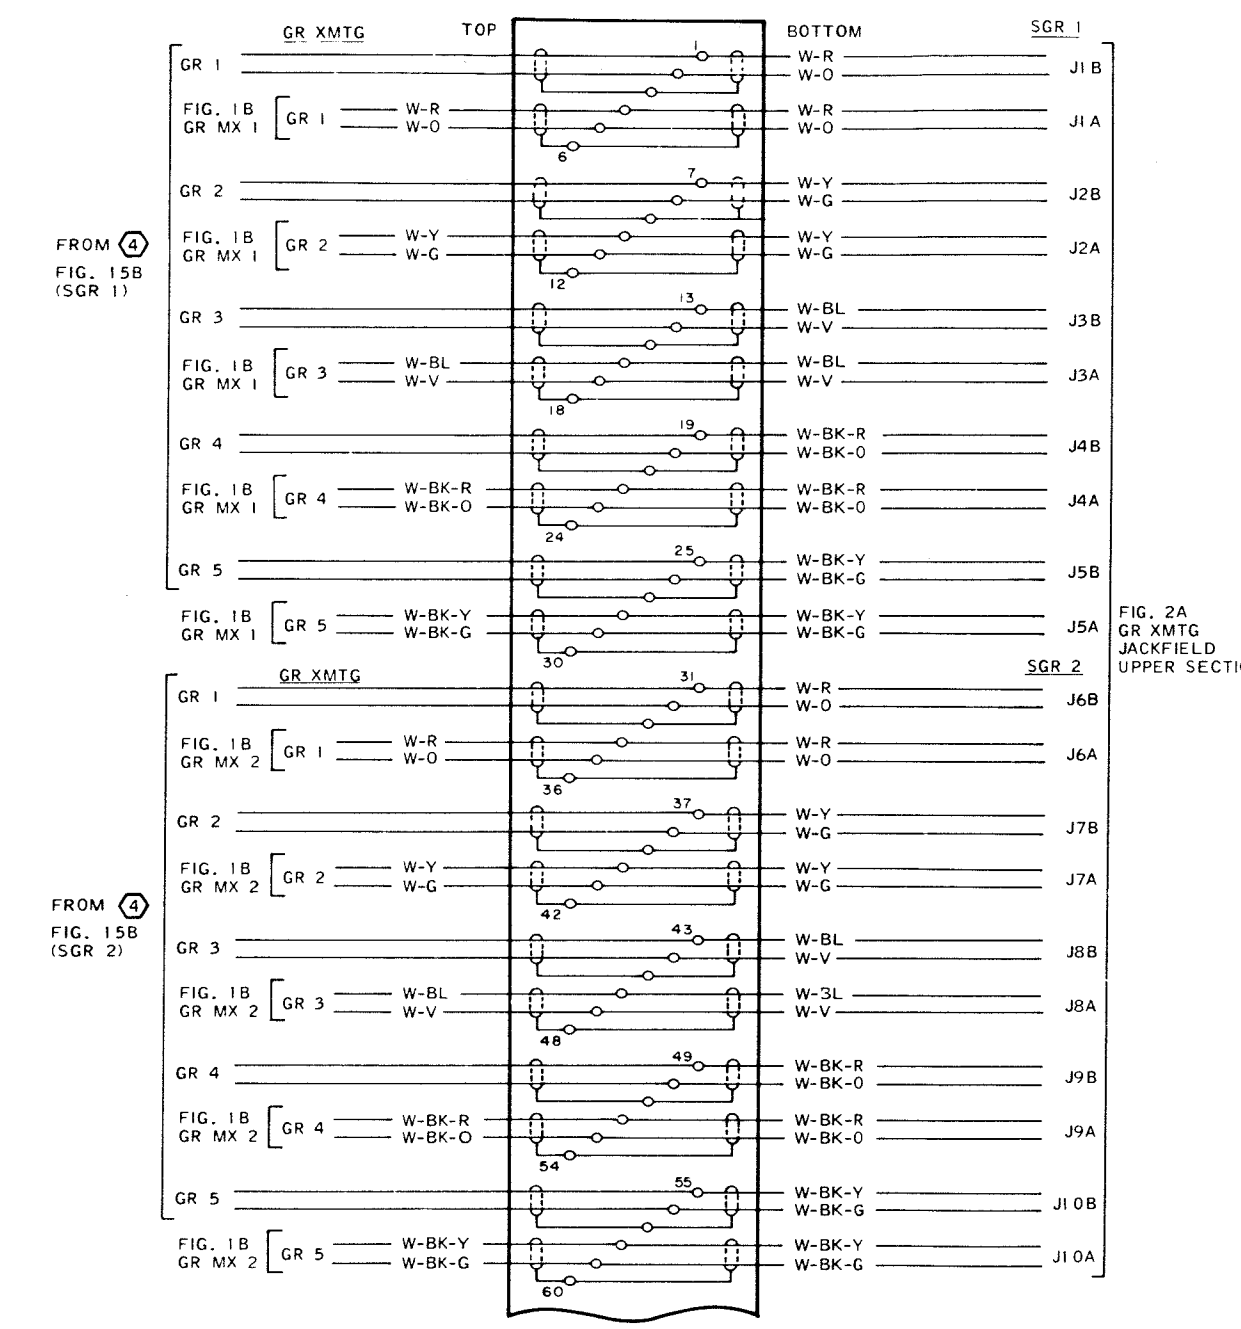 GR XMTG TOP BOTTOM SGR 1
GR 1 1 W-R J1B
W-O
FIG. 1B GR 1 W-R W-R J1A
GR MX 1 W-O W-O
6
GR 2 7 W-Y J2B
W-G
FIG. 1B GR 2 W-Y W-Y J2A
GR MX 1 W-G W-G
12
FROM 4
FIG. 15B
(SGR 1)
GR 3 13 W-BL J3B
W-V
FIG. 1B GR 3 W-BL W-BL J3A
GR MX 1 W-V W-V
18
GR 4 19 W-BK-R J4B
W-BK-O
FIG. 1B GR 4 W-BK-R W-BK-R J4A
GR MX 1 W-BK-O W-BK-O
24
GR 5 25 W-BK-Y J5B
W-BK-G
FIG. 1B GR 5 W-BK-Y W-BK-Y J5A
GR MX 1 W-BK-G W-BK-G
30
FIG. 2A
GR XMTG
JACKFIELD
UPPER SECTI
GR XMTG SGR 2
GR 1 31 W-R J6B
W-O
FIG. 1B GR 1 W-R W-R J6A
GR MX 2 W-O W-O
36
GR 2 37 W-Y J7B
W-G
FIG. 1B GR 2 W-Y W-Y J7A
GR MX 2 W-G W-G
42
FROM 4
FIG. 15B
(SGR 2)
GR 3 43 W-BL J8B
W-V
FIG. 1B GR 3 W-BL W-3L J8A
GR MX 2 W-V W-V
48
GR 4 49 W-BK-R J9B
W-BK-O
FIG. 1B GR 4 W-BK-R W-BK-R J9A
GR MX 2 W-BK-O W-BK-O
54
GR 5 55 W-BK-Y J10B
W-BK-G
FIG. 1B GR 5 W-BK-Y W-BK-Y J10A
GR MX 2 W-BK-G W-BK-G
60